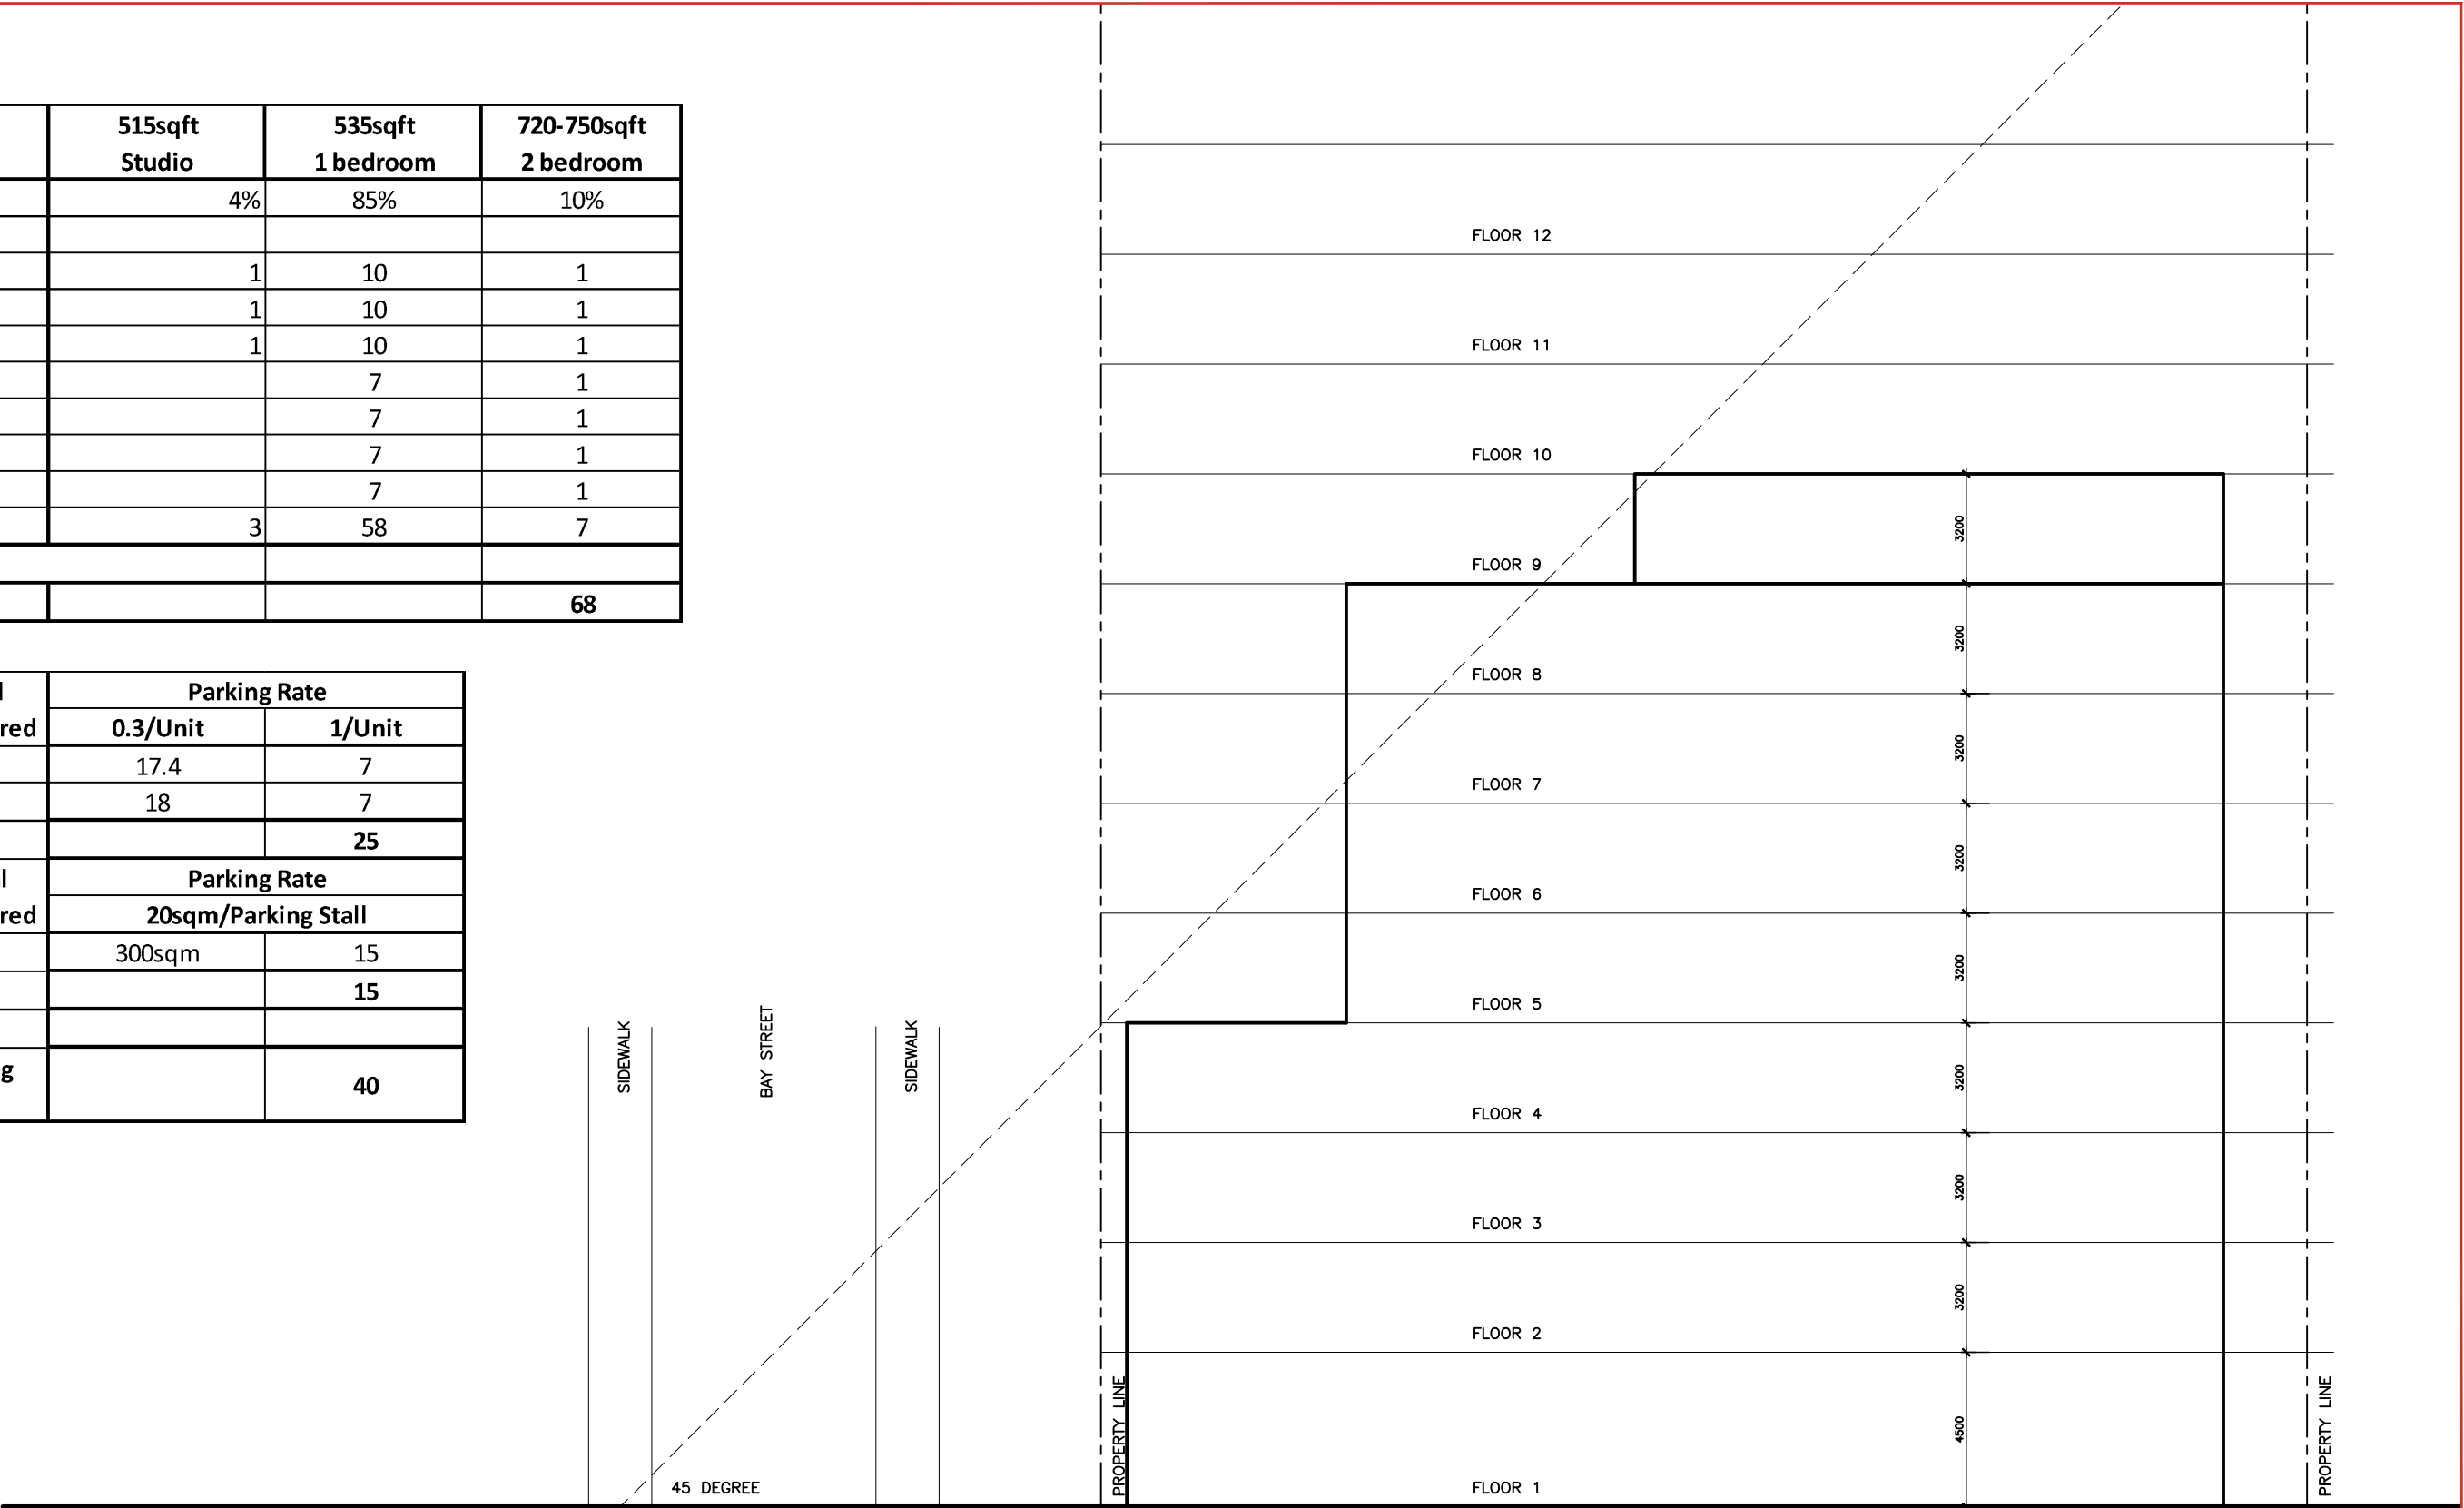 515sqft 535sqft 720-750sqft
Studio 1 bedroom 2 bedroom
4% 85% 10%
1 10 1
1 10 1
1 10 1
7 1
7 1
7 1
7 1
3 58 7
68
Parking Rate
red 0.3/Unit 1/Unit
17.4 7
18 7
25
Parking Rate
red 20sqm/Parking Stall
300sqm 15
15
g 40
SIDEWALK
BAY STREET
SIDEWALK
45 DEGREE
PROPERTY LINE
FLOOR 12
FLOOR 11
FLOOR 10
FLOOR 9
FLOOR 8
FLOOR 7
FLOOR 6
FLOOR 5
FLOOR 4
FLOOR 3
FLOOR 2
FLOOR 1
3200
3200
3200
3200
3200
3200
3200
3200
4500
PROPERTY LINE